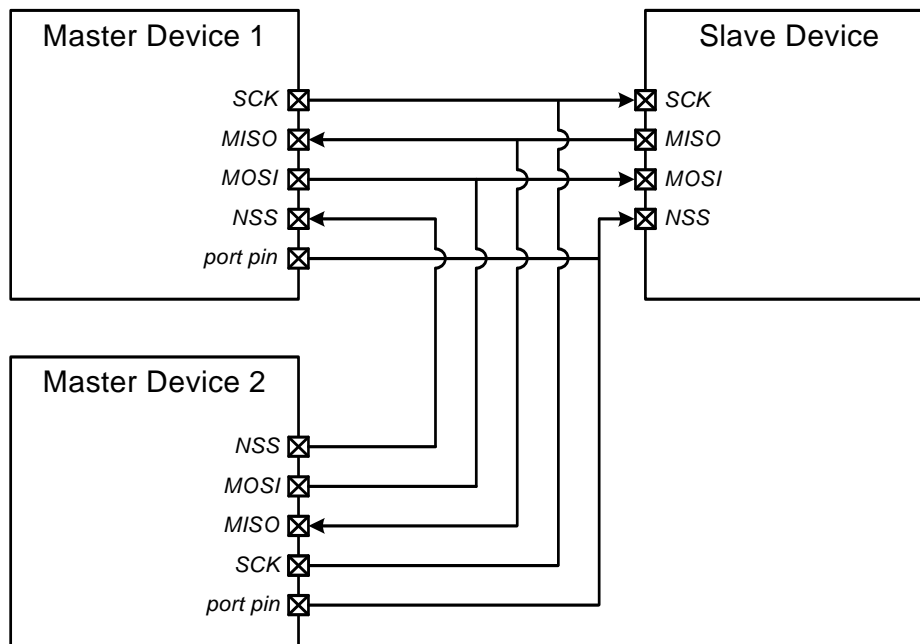 Master Device 1
SCK
MISO
MOSI
NSS
port pin
Slave Device
SCK
MISO
MOSI
NSS
Master Device 2
NSS
MOSI
MISO
SCK
port pin